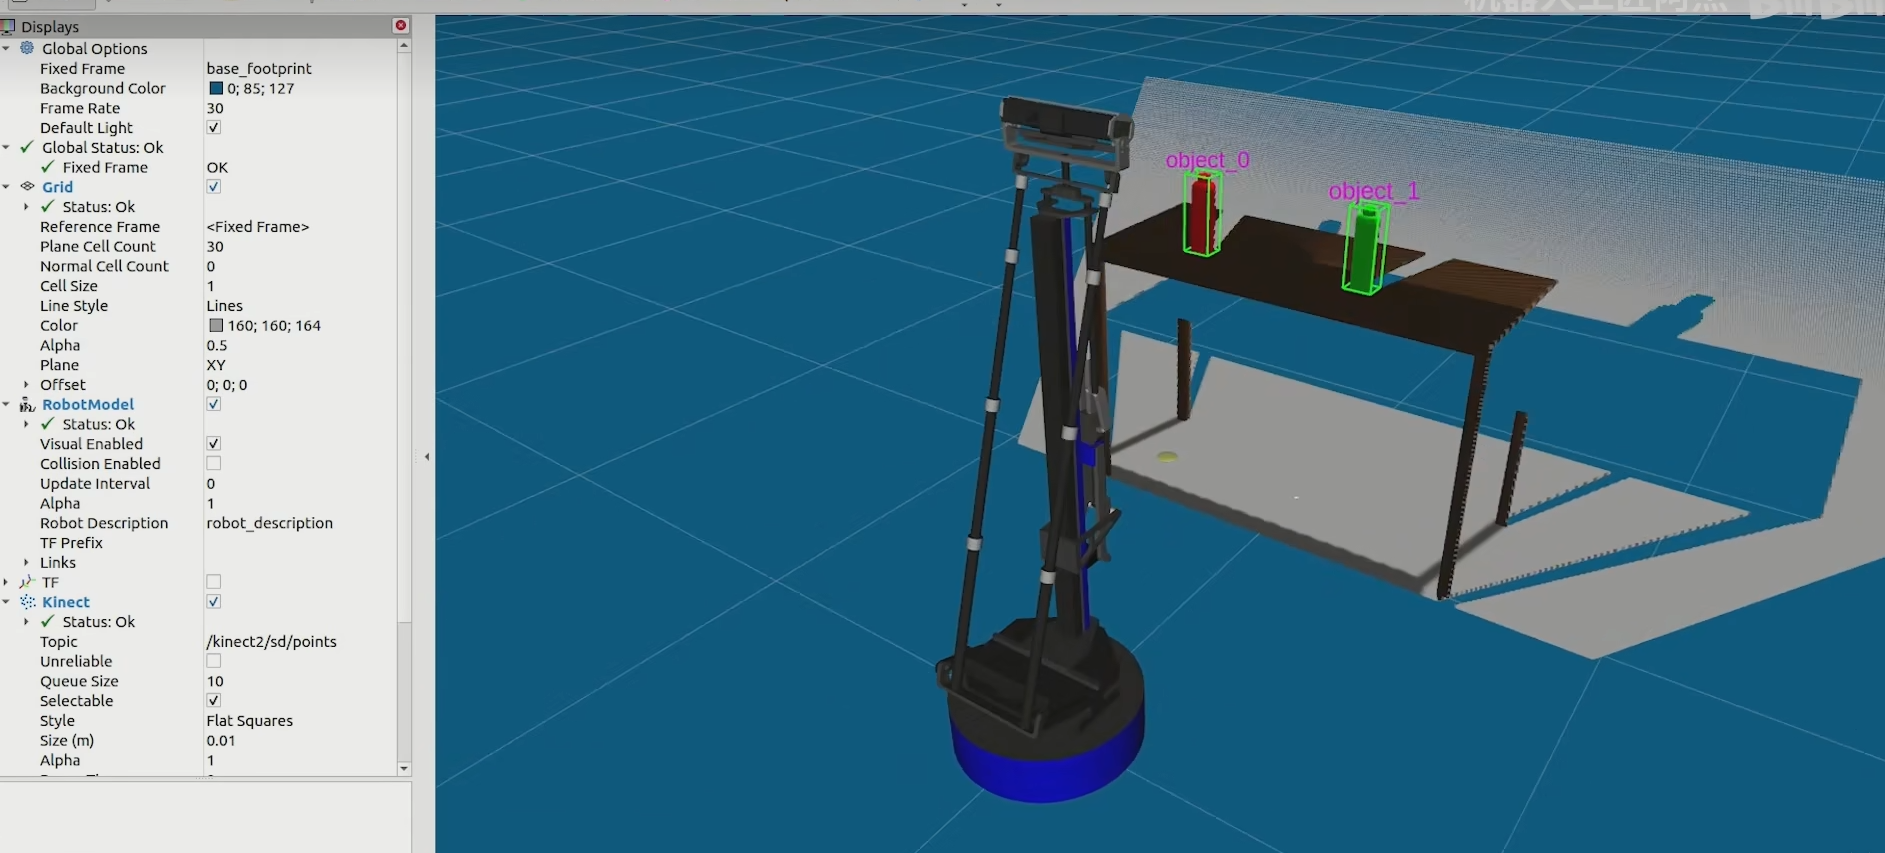 Displays
Global Options
Fixed Frame base_footprint
Background Color 0; 85; 127
Frame Rate 30
Default Light
Global Status: Ok
Fixed Frame OK
Grid
Status: Ok
Reference Frame <Fixed Frame>
Plane Cell Count 30
Normal Cell Count 0
Cell Size 1
Line Style Lines
Color 160; 160; 164
Alpha 0.5
Plane XY
Offset 0; 0; 0
RobotModel
Status: Ok
Visual Enabled
Collision Enabled
Update Interval 0
Alpha 1
Robot Description robot_description
TF Prefix
Links
TF
Kinect
Status: Ok
Topic /kinect2/sd/points
Unreliable
Queue Size 10
Selectable
Style Flat Squares
Size (m) 0.01
Alpha 1
object_0
object_1